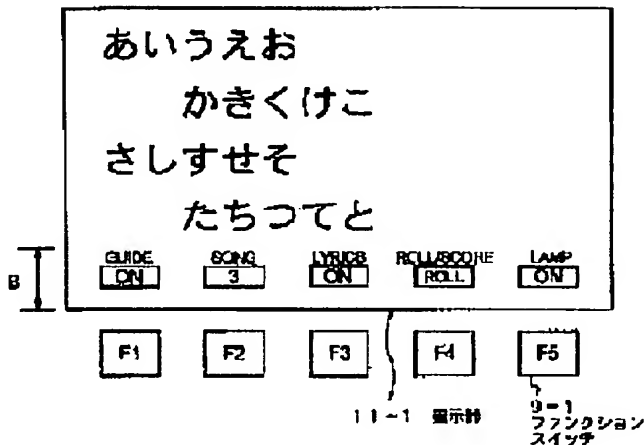 あいうえお
かきくけこ
さしすせそ
たちつてと
GUIDE SONG LYRICS ROLL/SCORE LAMP
ON 3 ON ROLL ON
B
F1 F2 F3 F4 F5
11-1 表示部
9-1
ファンクション
スイッチ